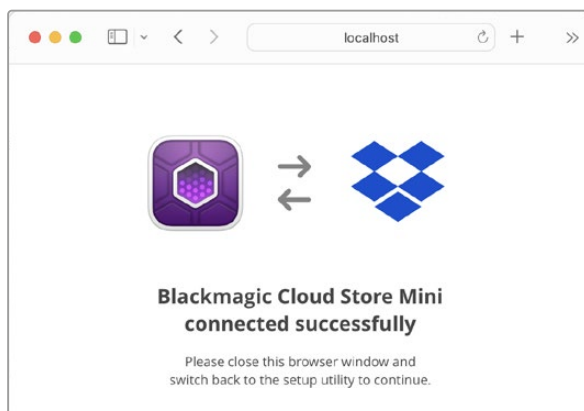 localhost
Blackmagic Cloud Store Mini
connected successfully
Please close this browser window and
switch back to the setup utility to continue.